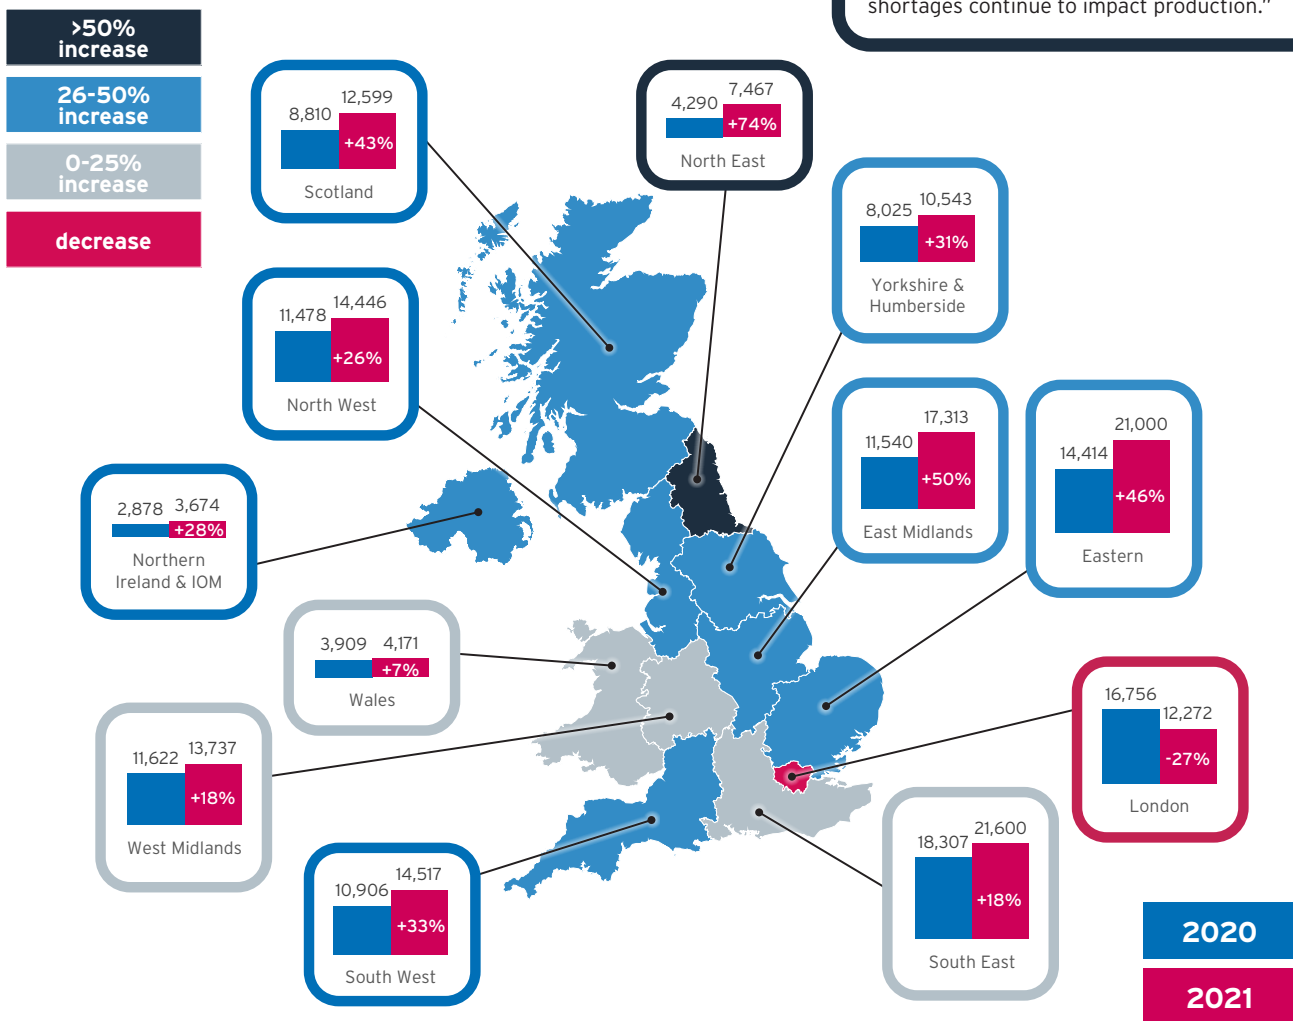 shortages continue to impact production."
>50%
increase
26-50%
increase
0-25%
increase
decrease
8,810 12,599
+43%
Scotland
4,290 7,467
+74%
North East
8,025 10,543
+31%
Yorkshire &
Humberside
11,478 14,446
+26%
North West
11,540 17,313
+50%
East Midlands
14,414 21,000
+46%
Eastern
2,878 3,674
+28%
Northern
Ireland & IOM
3,909 4,171
+7%
Wales
16,756 12,272
-27%
London
11,622 13,737
+18%
West Midlands
18,307 21,600
+18%
South East
10,906 14,517
+33%
South West
2020
2021